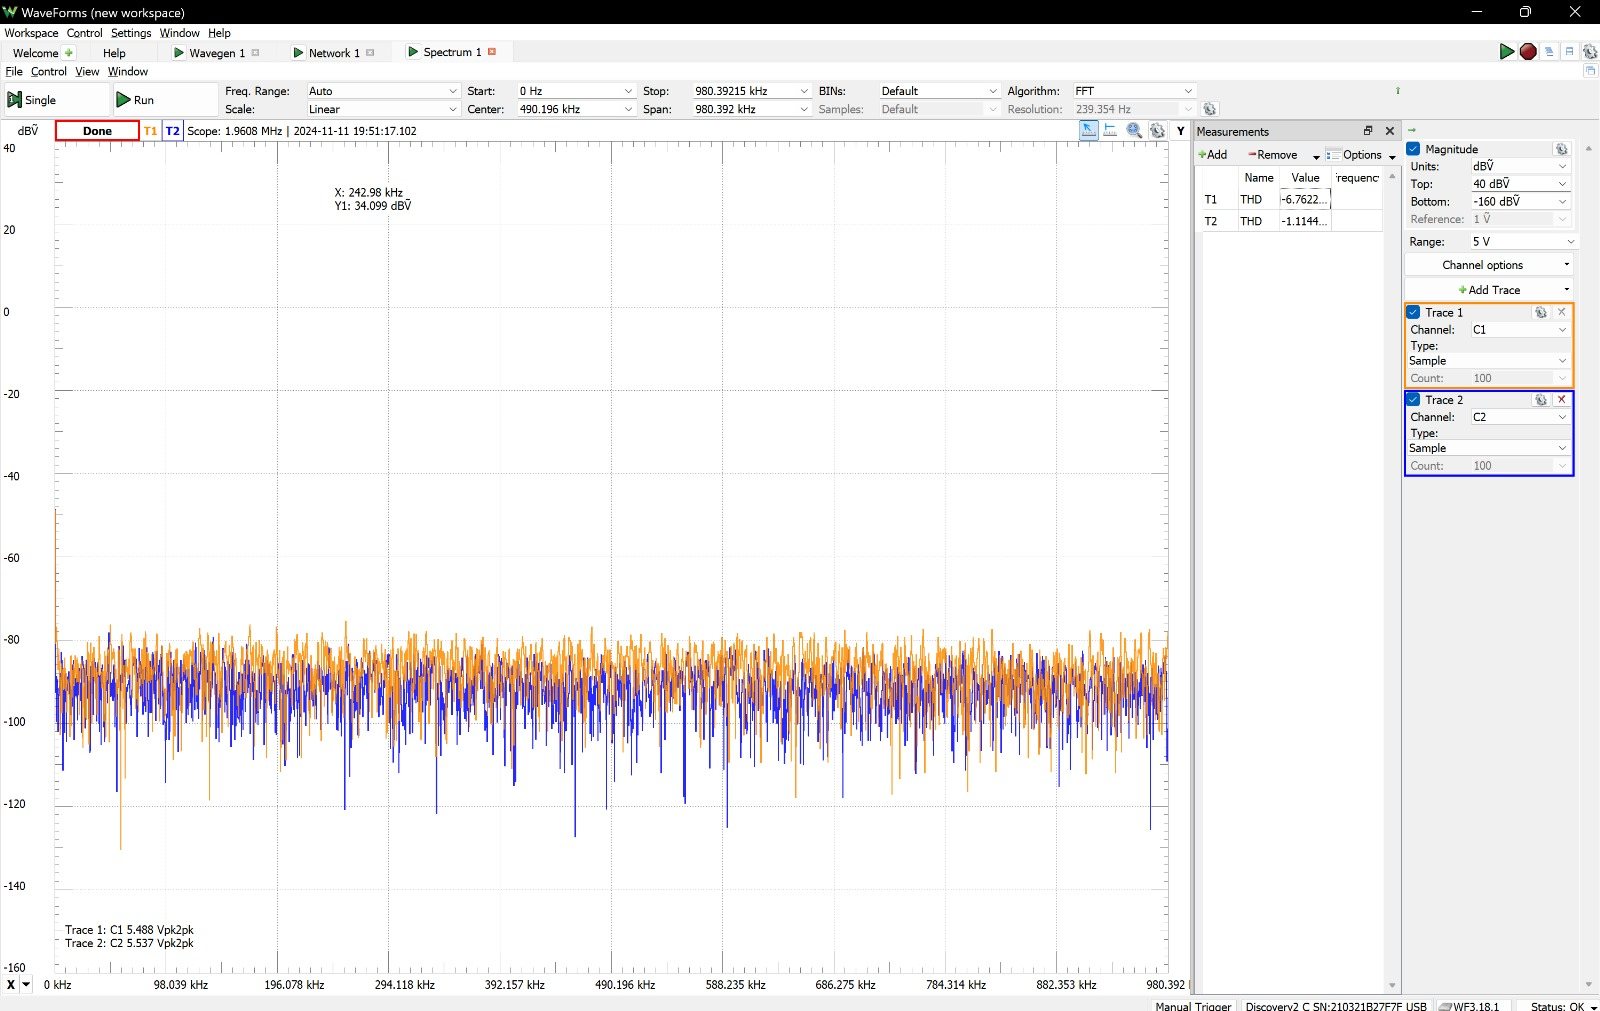 WaveForms (new workspace)
Workspace Control Settings Window Help
Welcome Help Wavegen 1 Network 1 Spectrum 1
File Control View Window
Single Run Freq. Range: Auto Start: 0 Hz Stop: 980.39215 kHz BINs: Default Algorithm: FFT
Scale: Linear Center: 490.196 kHz Span: 980.392 kHz Samples: Default Resolution: 239.354 Hz
dBṼ Done T1 T2 Scope: 1.9608 MHz | 2024-11-11 19:51:17.102 Y
40
20
0
-20
-40
-60
-80
-100
-120
-140
-160
X: 242.98 kHz
Y1: 34.099 dBṼ
Trace 1: C1 5.488 Vpk2pk
Trace 2: C2 5.537 Vpk2pk
X 0 kHz 98.039 kHz 196.078 kHz 294.118 kHz 392.157 kHz 490.196 kHz 588.235 kHz 686.275 kHz 784.314 kHz 882.353 kHz 980.392
Measurements
Add Remove Options
Name Value requenc
T1 THD -6.7622...
T2 THD -1.1144...
Magnitude
Units: dBṼ
Top: 40 dBṼ
Bottom: -160 dBṼ
Reference: 1 Ṽ
Range: 5 V
Channel options
Add Trace
Trace 1
Channel: C1
Type:
Sample
Count: 100
Trace 2
Channel: C2
Type:
Sample
Count: 100
Manual Trigger Discovery2 C SN:210321B27F7F USB WF3.18.1 Status: OK